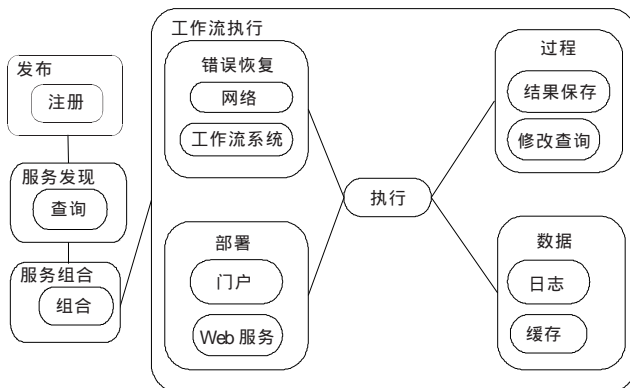 发布
注册
服务发现
查询
服务组合
组合
工作流执行
错误恢复
网络
工作流系统
部署
门户
Web 服务
执行
过程
结果保存
修改查询
数据
日志
缓存